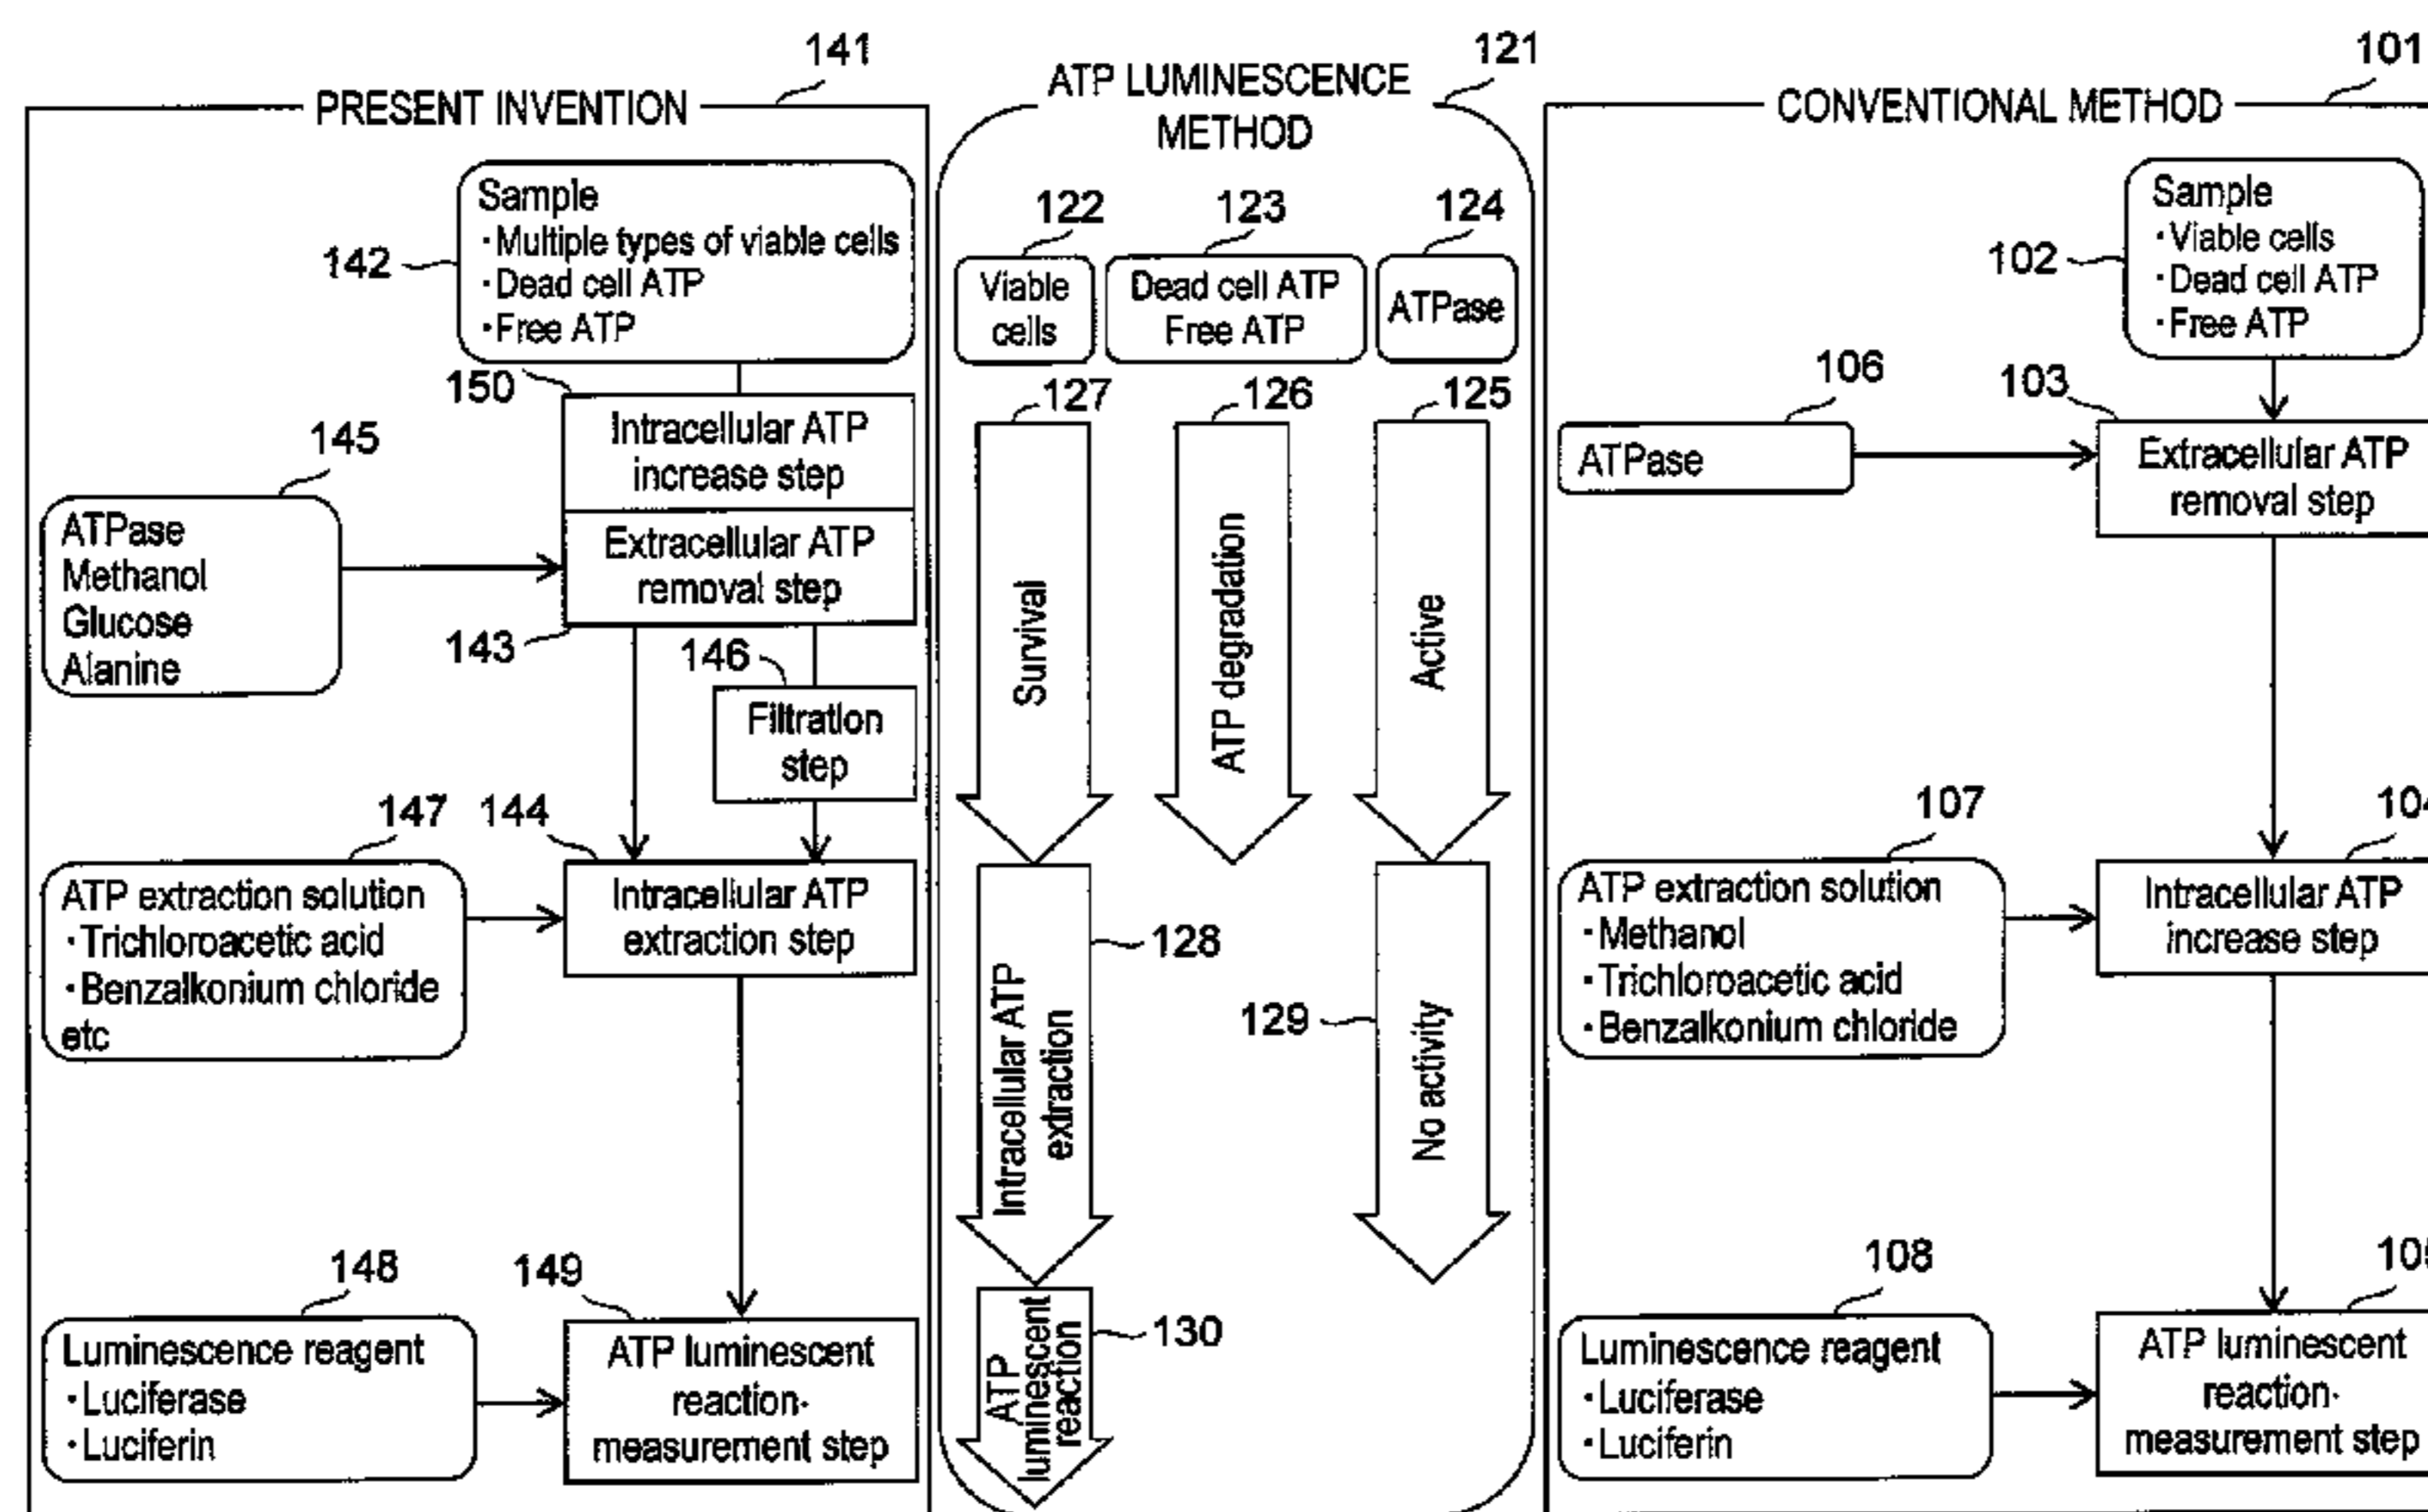 141
PRESENT INVENTION
142
Sample
・Multiple types of viable cells
・Dead cell ATP
・Free ATP
150
Intracellular ATP
increase step
145
ATPase
Methanol
Glucose
Alanine
Extracellular ATP
removal step
143
146
Filtration
step
147
144
ATP extraction solution
・Trichloroacetic acid
・Benzalkonium chloride
etc
Intracellular ATP
extraction step
148
149
Luminescence reagent
・Luciferase
・Luciferin
ATP luminescent
reaction-
measurement step
121
ATP LUMINESCENCE
METHOD
122
123
124
Viable
cells
Dead cell ATP
Free ATP
ATPase
127
126
125
Survival
ATP degradation
Active
128
Intracellular ATP
extraction
129
No activity
130
ATP
luminescent
reaction
101
CONVENTIONAL METHOD
102
Sample
・Viable cells
・Dead cell ATP
・Free ATP
106
103
ATPase
Extracellular ATP
removal step
107
ATP extraction solution
・Methanol
・Trichloroacetic acid
・Benzalkonium chloride
Intracellular ATP
increase step
108
Luminescence reagent
・Luciferase
・Luciferin
ATP luminescent
reaction-
measurement step